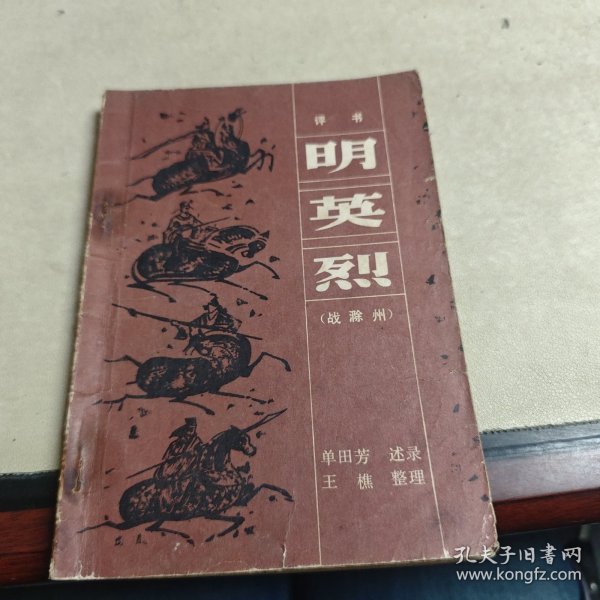 评书
明
英
烈
(战滁州)
单田芳 述录
王樵 整理
孔夫子旧书网
www.kongfz.com